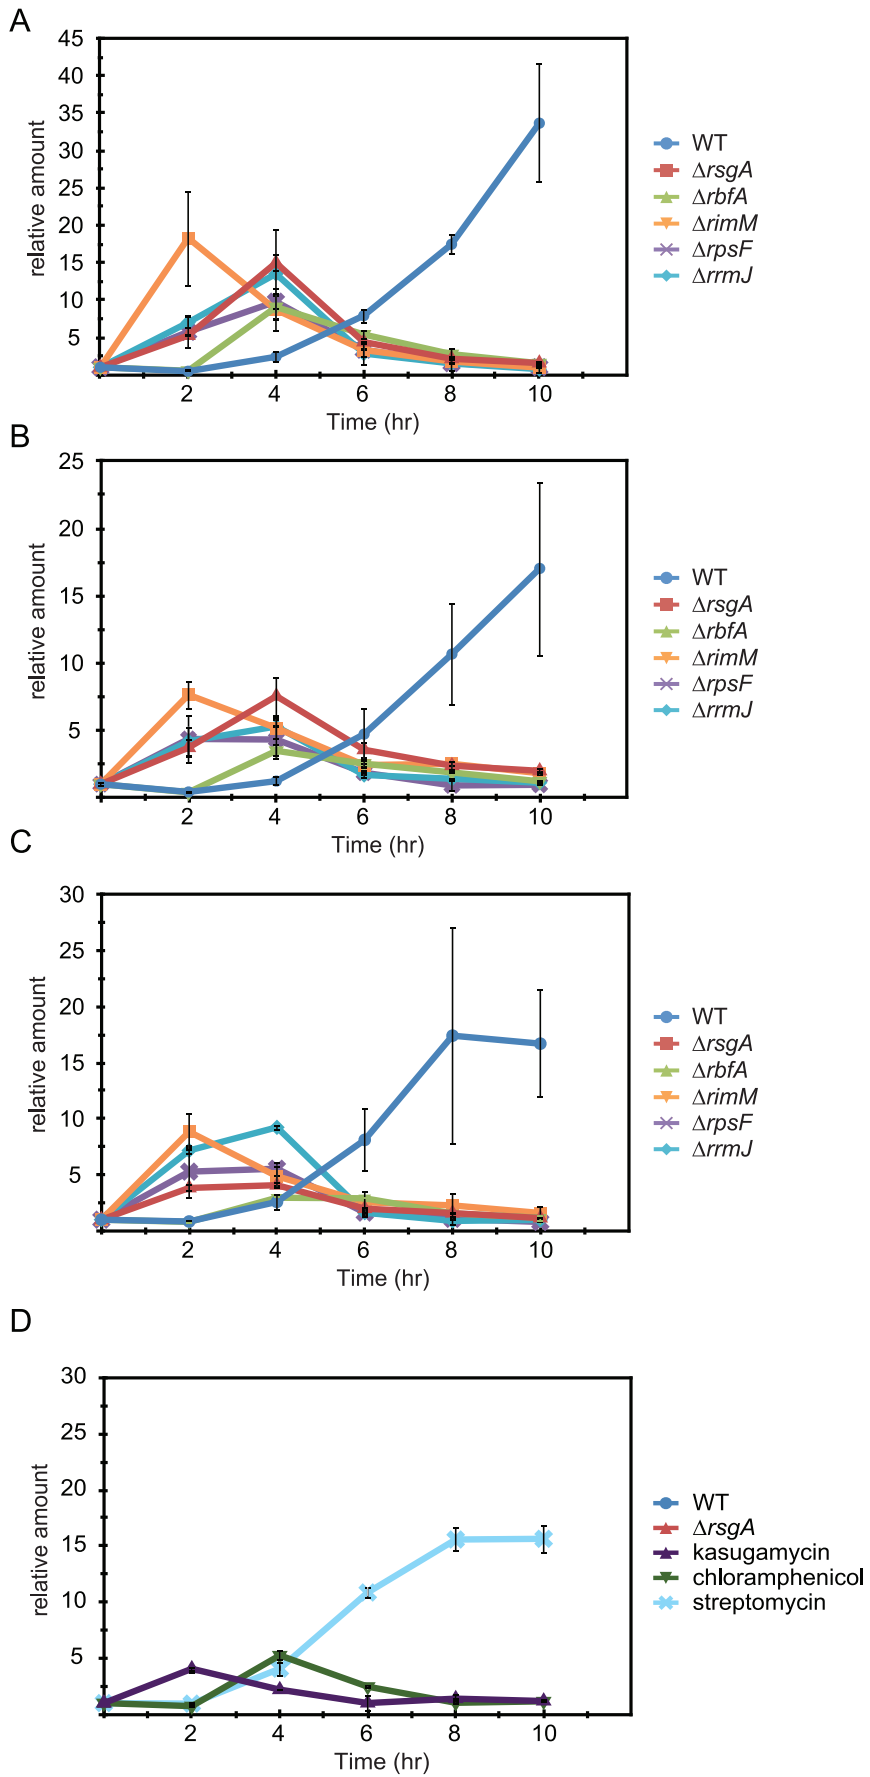 A
45
40
35
30
25
20
15
10
5
relative amount
2 4 6 8 10
Time (hr)
WT
ΔrsgA
ΔrbfA
ΔrimM
ΔrpsF
ΔrrmJ
B
25
20
15
10
5
relative amount
2 4 6 8 10
Time (hr)
WT
ΔrsgA
ΔrbfA
ΔrimM
ΔrpsF
ΔrrmJ
C
30
25
20
15
10
5
relative amount
2 4 6 8 10
Time (hr)
WT
ΔrsgA
ΔrbfA
ΔrimM
ΔrpsF
ΔrrmJ
D
30
25
20
15
10
5
relative amount
2 4 6 8 10
Time (hr)
WT
ΔrsgA
kasugamycin
chloramphenicol
streptomycin